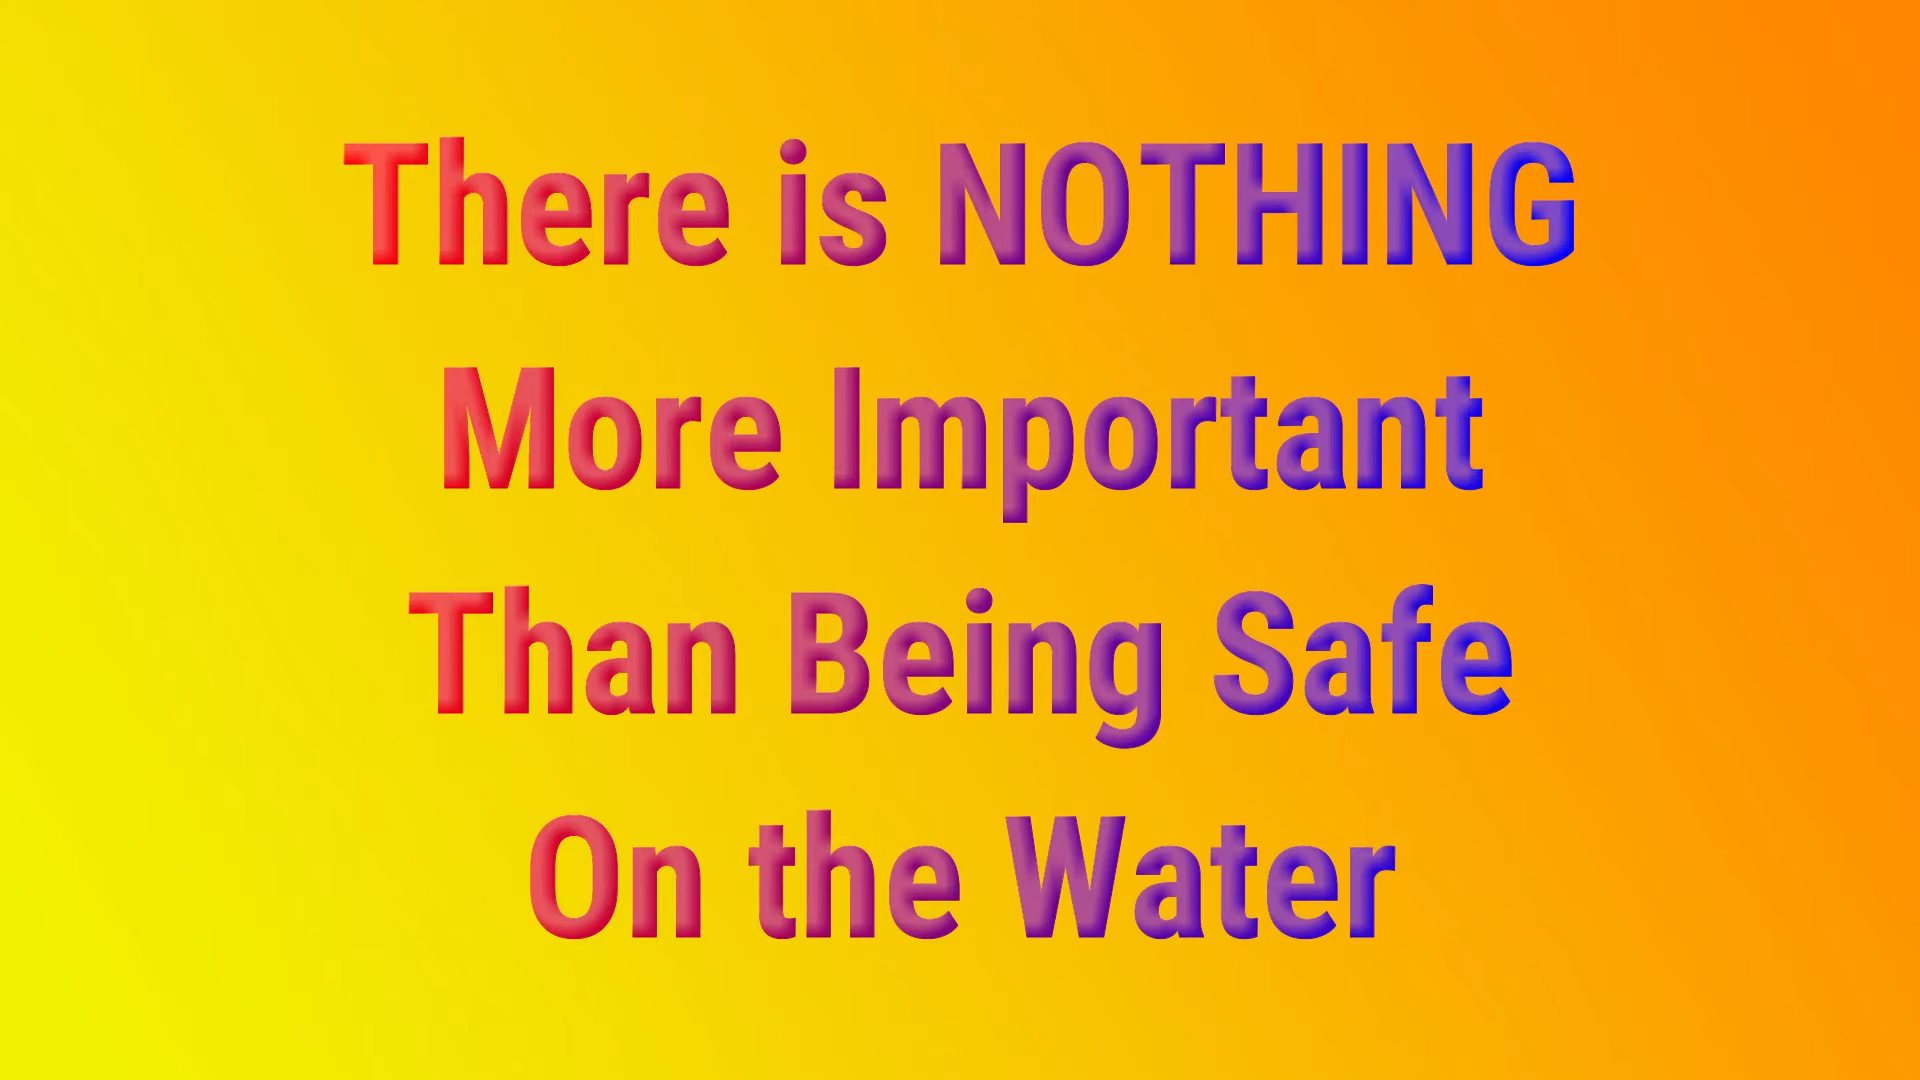 There is NOTHING
More Important
Than Being Safe
On the Water